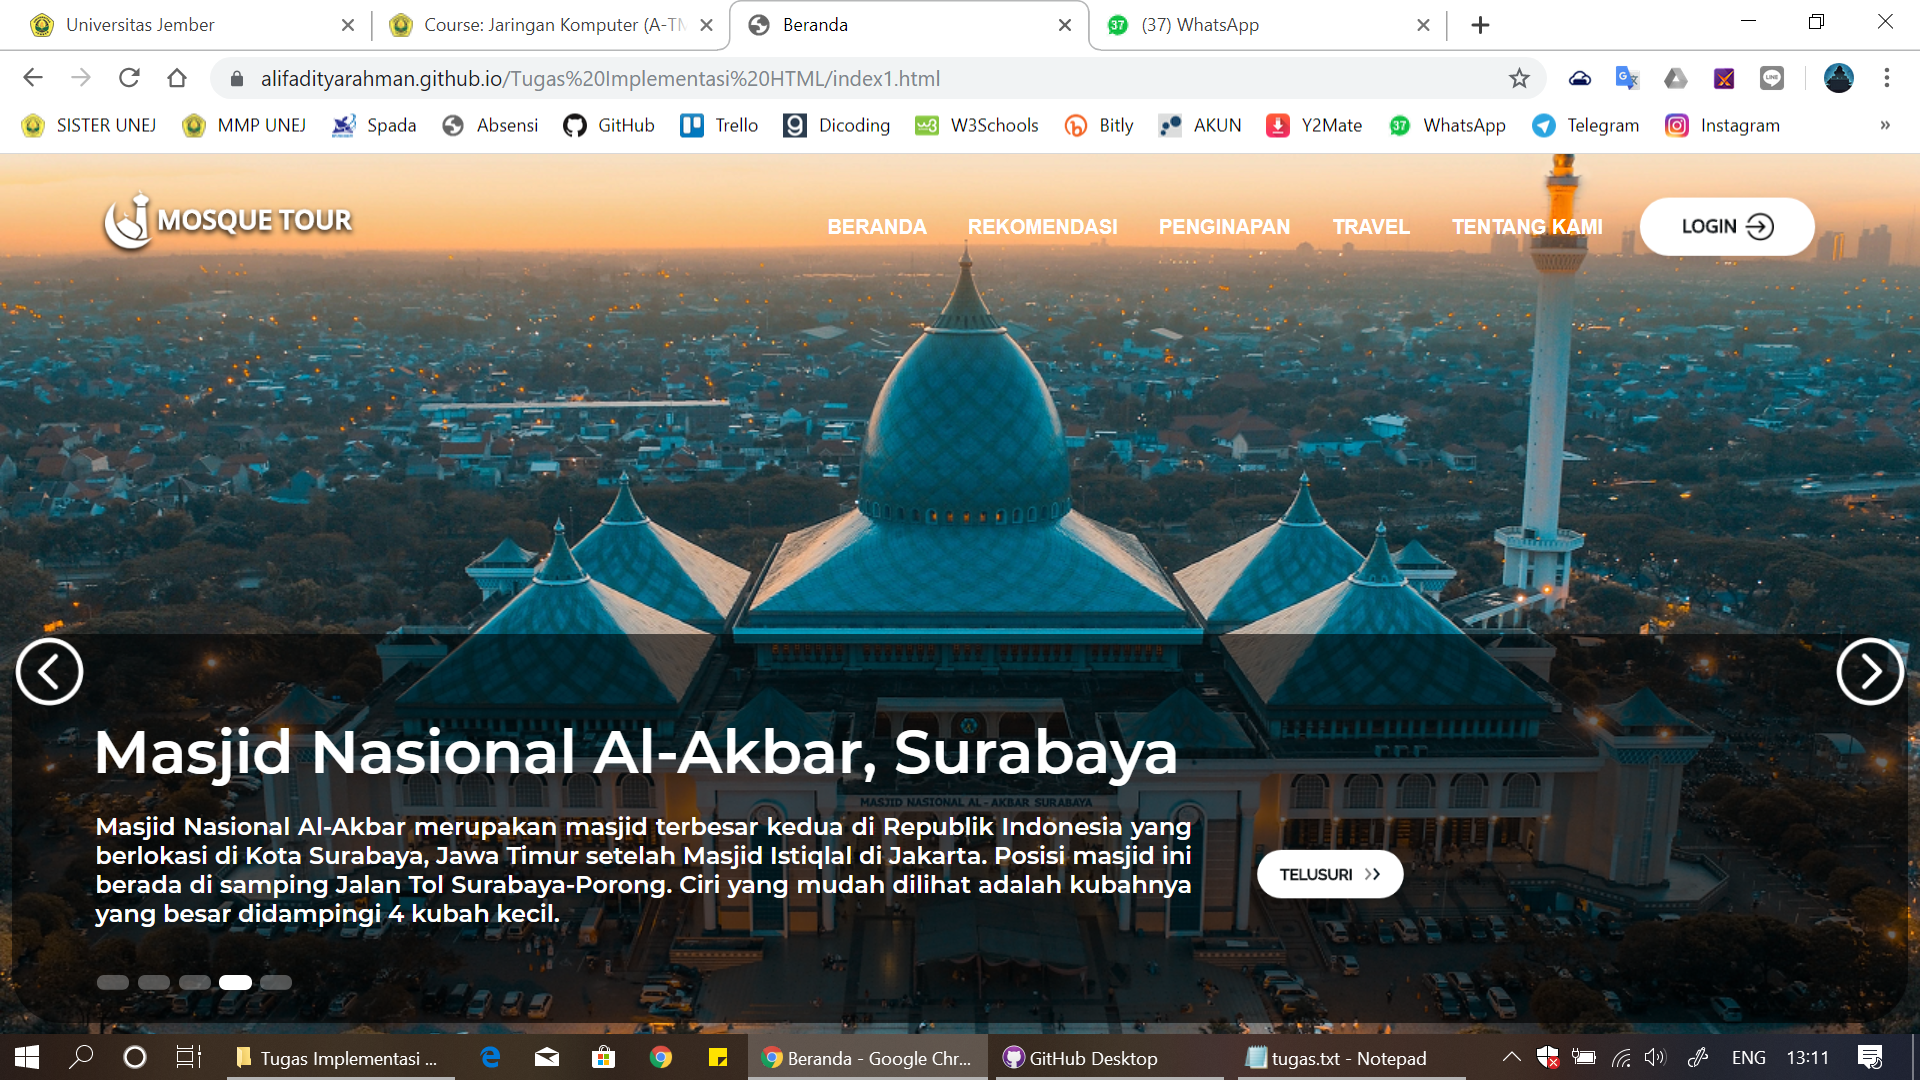 Universitas Jember
Course: Jaringan Komputer (A-TM
Beranda
37
(37) WhatsApp
alifadityarahman.github.io/Tugas%20Implementasi%20HTML/index1.html
SISTER UNEJ
MMP UNEJ
Spada
Absensi
GitHub
Trello
Dicoding
W3Schools
Bitly
AKUN
Y2Mate
37
WhatsApp
Telegram
Instagram
»
MOSQUE TOUR
BERANDA
REKOMENDASI
PENGINAPAN
TRAVEL
TENTANG KAMI
LOGIN
MASJID NASIONAL AL - AKBAR SURABAYA
Masjid Nasional Al-Akbar, Surabaya
Masjid Nasional Al-Akbar merupakan masjid terbesar kedua di Republik Indonesia yang
berlokasi di Kota Surabaya, Jawa Timur setelah Masjid Istiqlal di Jakarta. Posisi masjid ini
berada di samping Jalan Tol Surabaya-Porong. Ciri yang mudah dilihat adalah kubahnya
yang besar didampingi 4 kubah kecil.
TELUSURI
Tugas Implementasi ...
Beranda - Google Chr...
GitHub Desktop
tugas.txt - Notepad
ENG
13:11